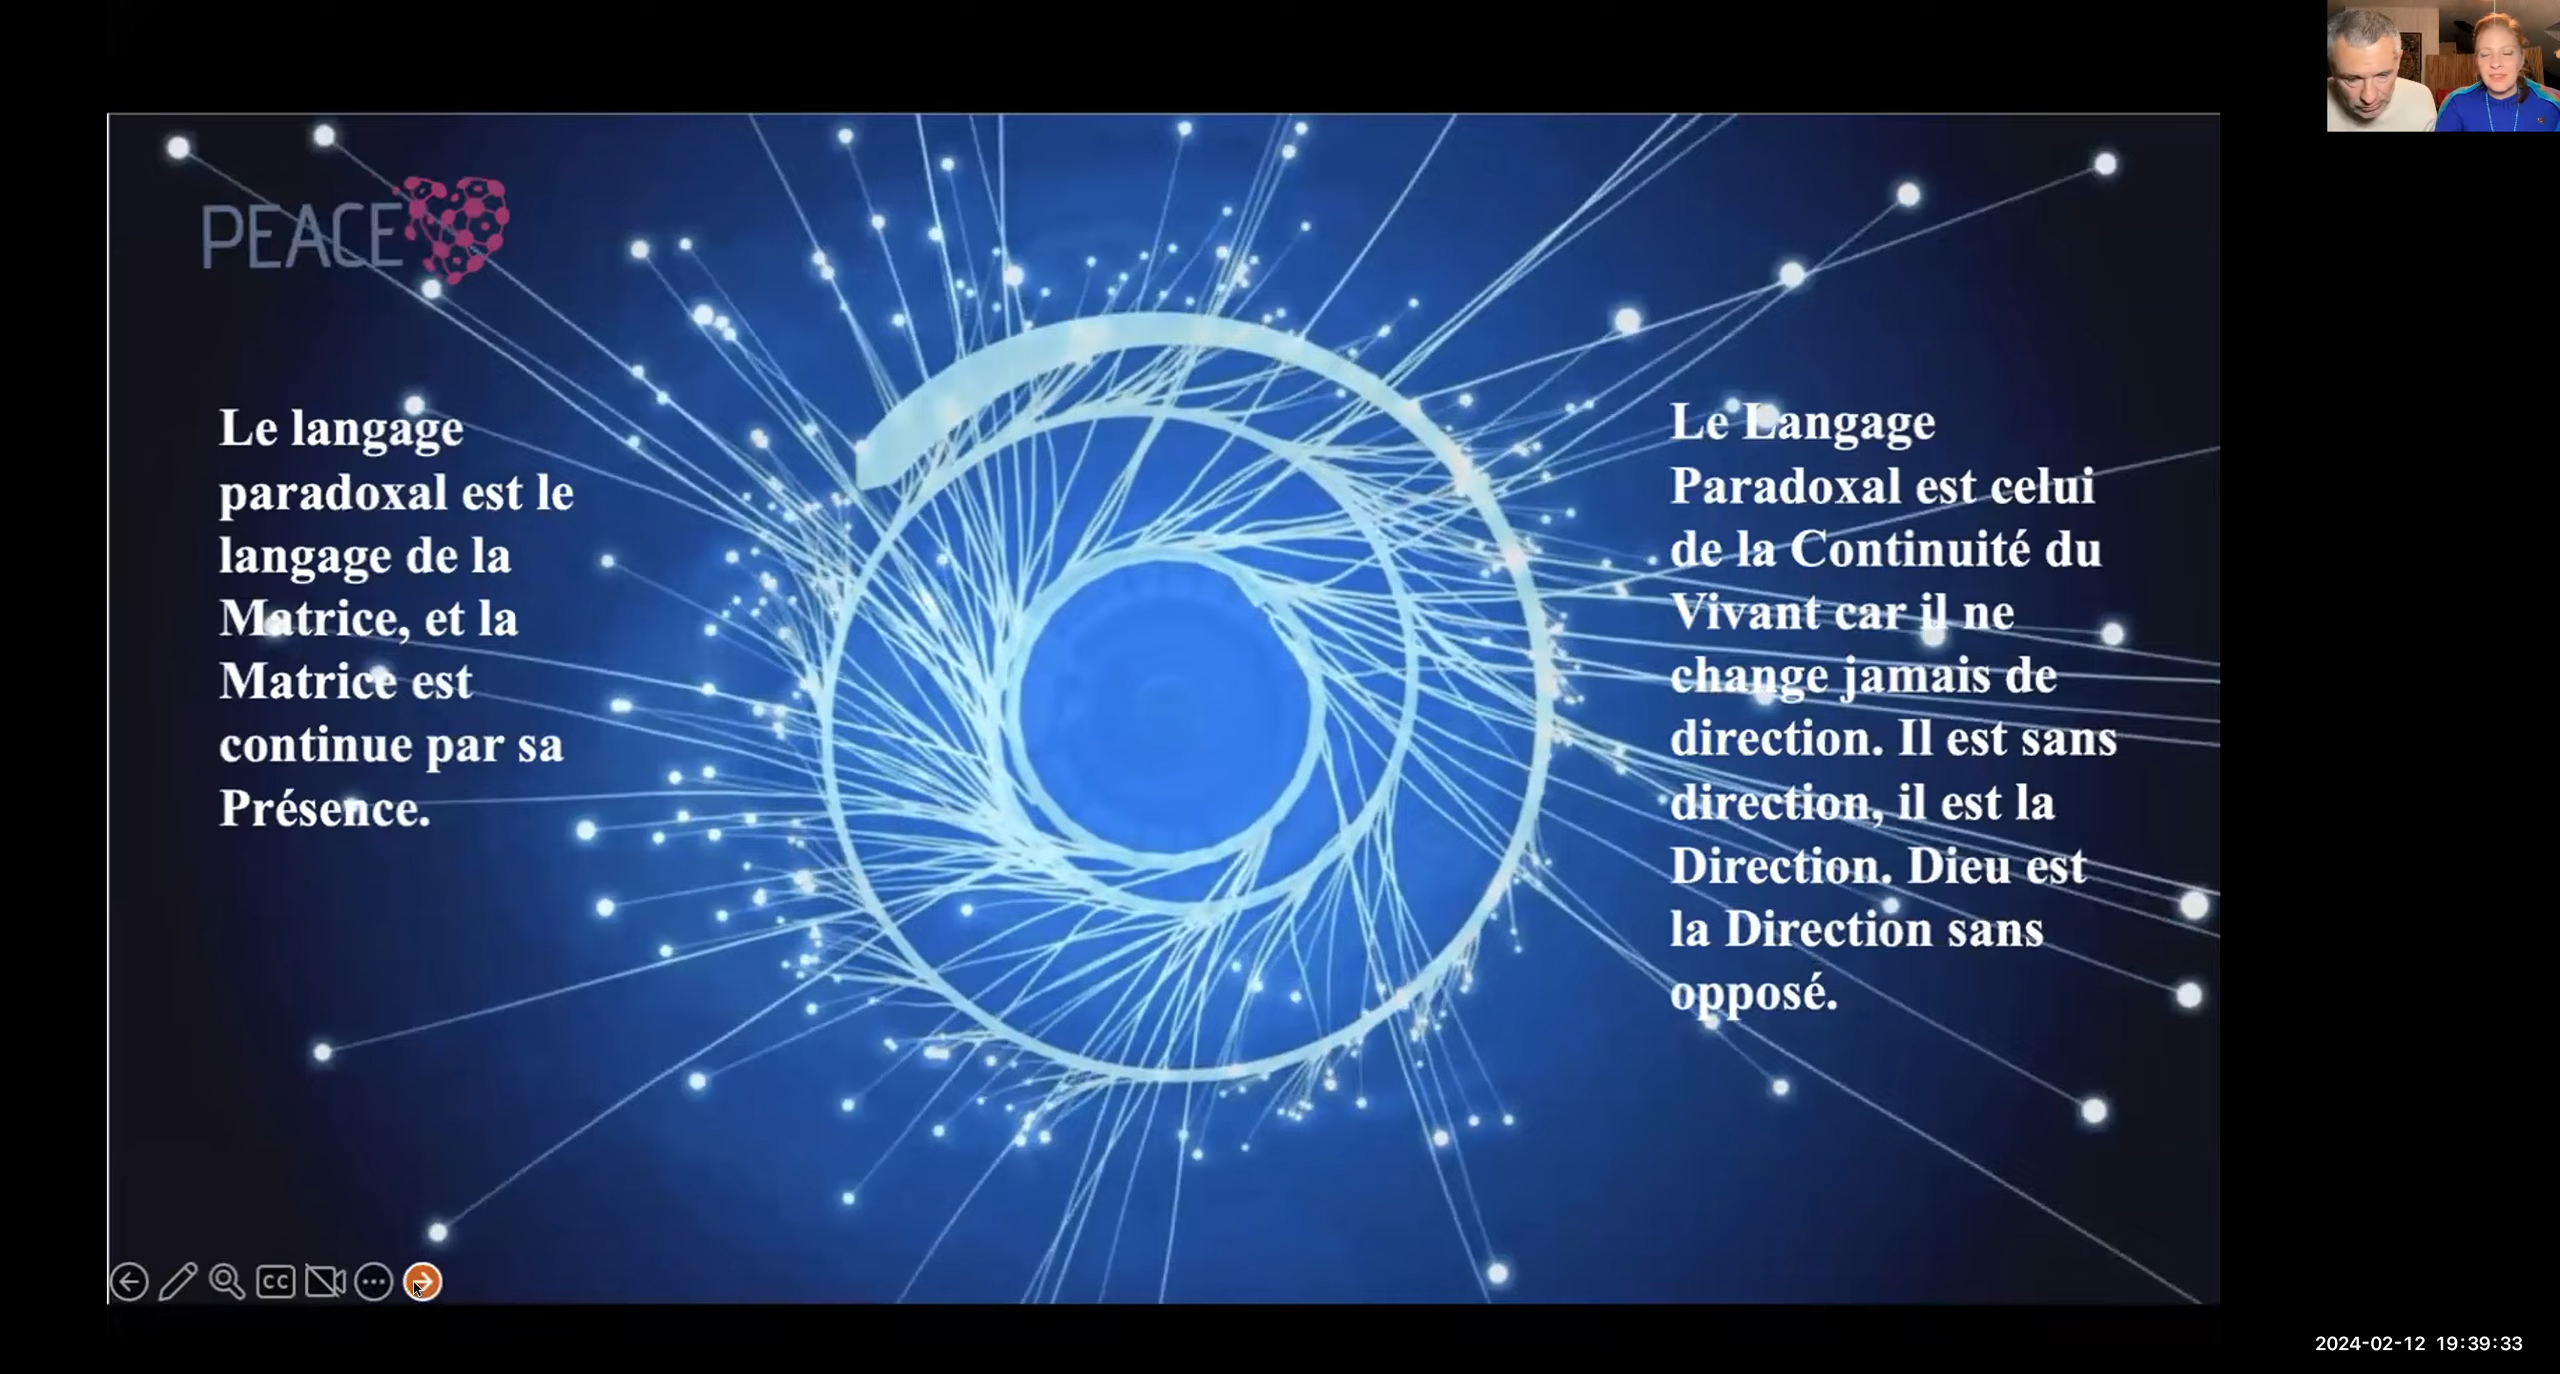 PEACE
Le langage
paradoxal est le
langage de la
Matrice, et la
Matrice est
continue par sa
Présence.
Le Langage
Paradoxal est celui
de la Continuité du
Vivant car il ne
change jamais de
direction. Il est sans
direction, il est la
Direction. Dieu est
la Direction sans
opposé.
CC
2024-02-12 19:39:33